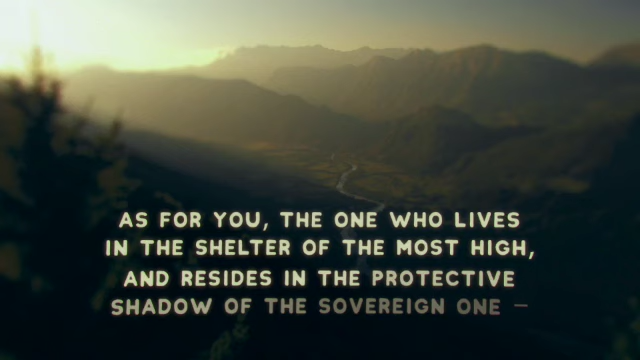 AS FOR YOU, THE ONE WHO LIVES
IN THE SHELTER OF THE MOST HIGH,
AND RESIDES IN THE PROTECTIVE
SHADOW OF THE SOVEREIGN ONE —